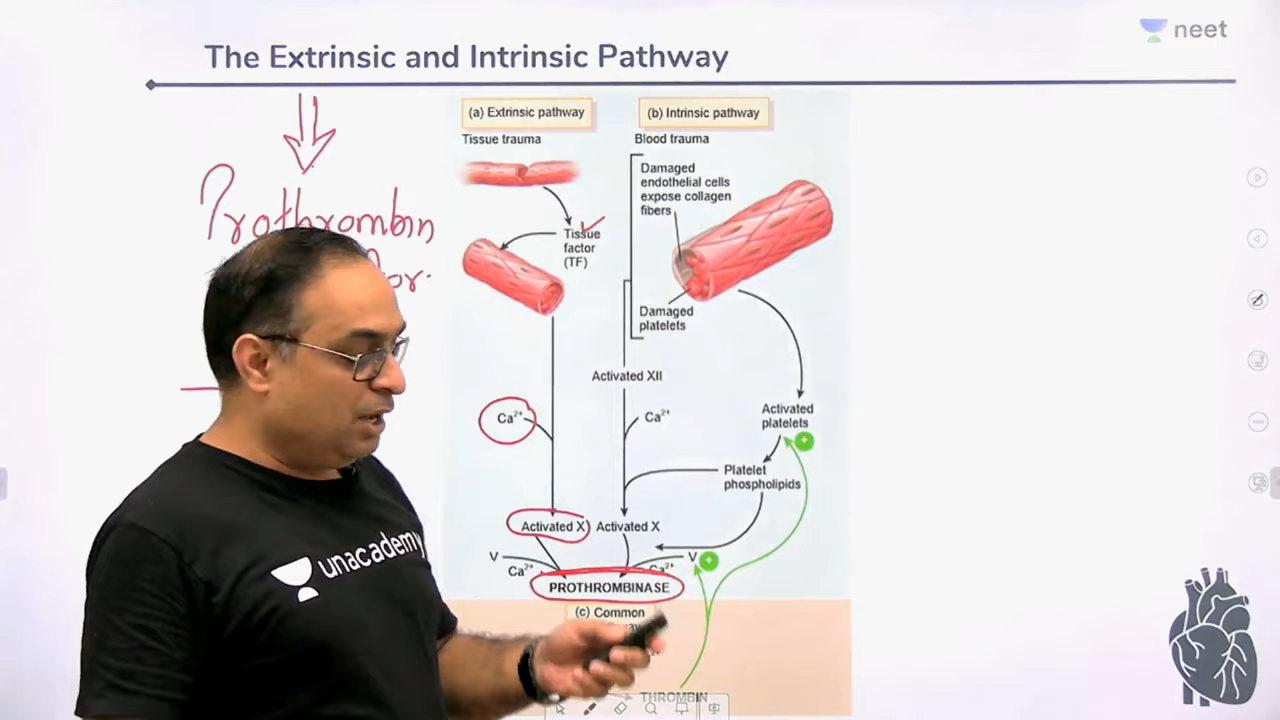 The Extrinsic and Intrinsic Pathway
neet
Prothrombin
(a) Extrinsic pathway
Tissue trauma
Tissue
factor
(TF)
Ca2+
Activated X
V
Ca2+
(b) Intrinsic pathway
Blood trauma
Damaged
endothelial cells
expose collagen
fibers
Damaged
platelets
Activated XII
Ca2+
Activated
platelets
+
Platelet
phospholipids
Activated X
V
+
Ca2+
PROTHROMBINASE
(c) Common
THROMBIN
unacademy